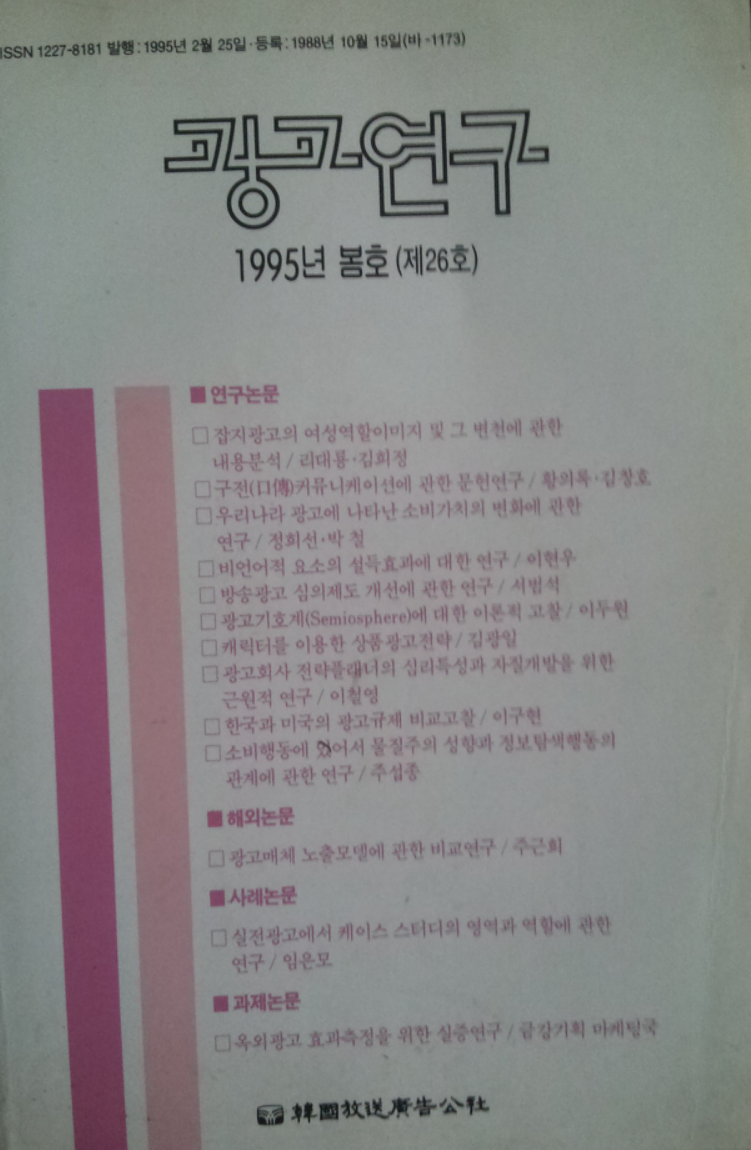 ISSN 1227-8181 발행:1995년 2월 25일·등록:1988년 10월 15일(바-1173)
광고연구
1995년 봄호 (제26호)
■ 연구논문
□ 잡지광고의 여성역할이미지 및 그 변천에 관한
내용분석 / 리대룡·김희정
□ 구전(口傳)커뮤니케이션에 관한 문헌연구 / 황의록·김창호
□ 우리나라 광고에 나타난 소비가치의 변화에 관한
연구 / 정희선·박 철
□ 비언어적 요소의 설득효과에 대한 연구 / 이현우
□ 방송광고 심의제도 개선에 관한 연구 / 서범석
□ 광고기호계(Semiosphere)에 대한 이론적 고찰 / 이두원
□ 캐릭터를 이용한 상품광고전략 / 김광일
□ 광고회사 전략플래너의 심리특성과 자질개발을 위한
근원적 연구 / 이철영
□ 한국과 미국의 광고규제 비교고찰 / 이구현
□ 소비행동에 있어서 물질주의 성향과 정보탐색행동의
관계에 관한 연구 / 주섭종
■ 해외논문
□ 광고매체 노출모델에 관한 비교연구 / 주근희
■ 사례논문
□ 실전광고에서 케이스 스터디의 영역과 역할에 관한
연구 / 임은모
■ 과제논문
□ 옥외광고 효과측정을 위한 실증연구 / 금강기획 마케팅국
韓國放送廣告公社